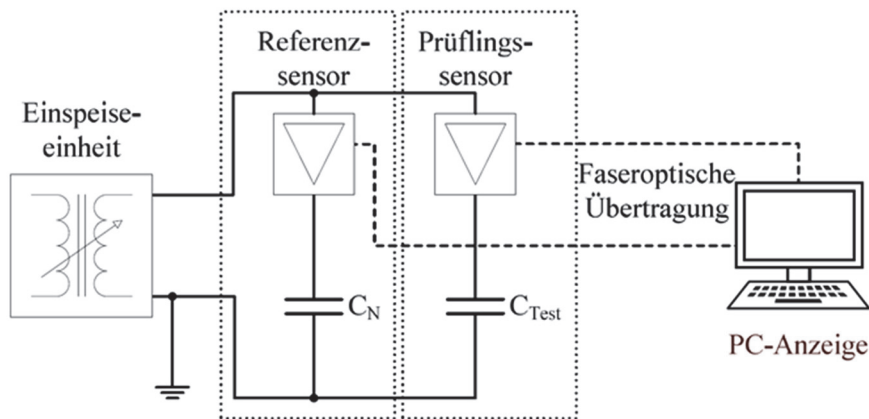 Referenz-
sensor
Prüflings-
sensor
Einspeise-
einheit
Faseroptische
Übertragung
C_N
C_Test
PC-Anzeige